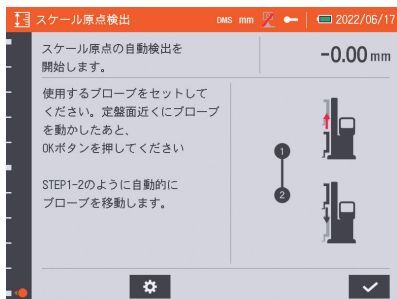 スケール原点検出
DMS mm 2022/06/17
スケール原点の自動検出を
開始します。
-0.00 mm
使用するプローブをセットして
ください。定盤面近くにプローブ
を動かしたあと、
OKボタンを押してください
STEP1-2のように自動的に
プローブを移動します。
1
2